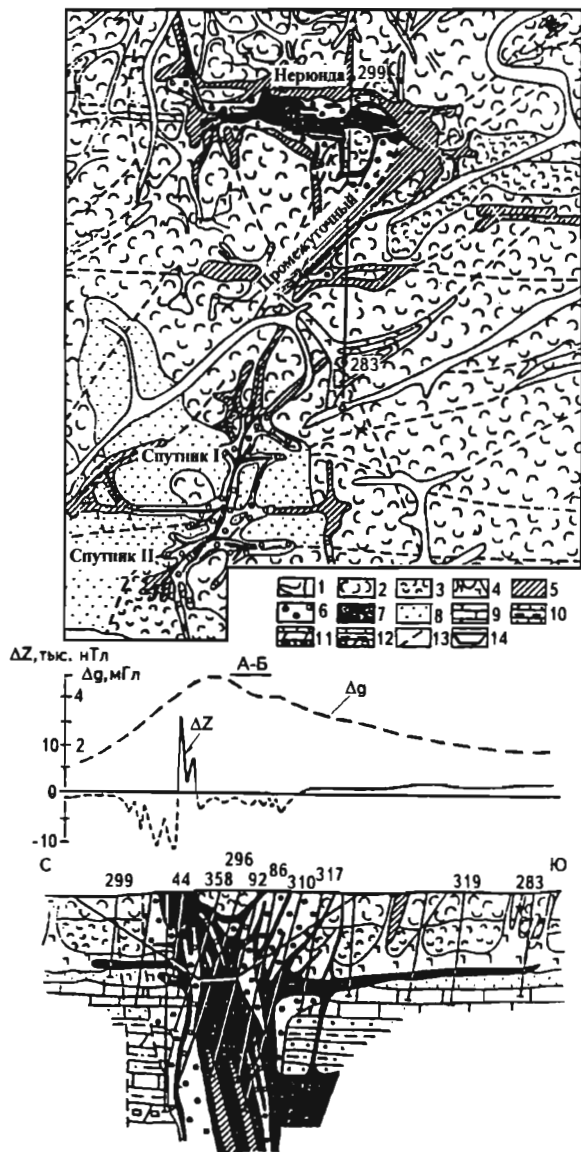 Нерюнда
299
К
Промежуточный
283
Спутник I
Спутник II
1 2 3 4 5
6 7 8 9 10
11 12 13 14
ΔZ, тыс. нТл
Δg, мГл
А-Б
4
Δg
ΔZ
10 2
0
-10
С Ю
299 44 358 296 92 86 310 317 319 283